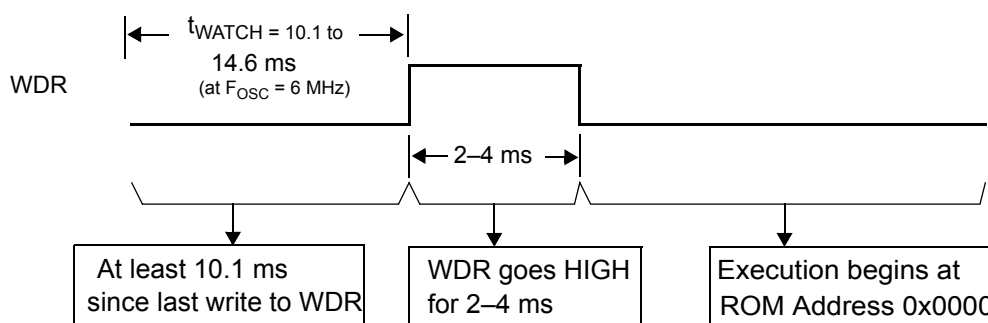 tWATCH = 10.1 to
14.6 ms
(at FOSC = 6 MHz)
WDR
2–4 ms
At least 10.1 ms
since last write to WDR
WDR goes HIGH
for 2–4 ms
Execution begins at
ROM Address 0x0000